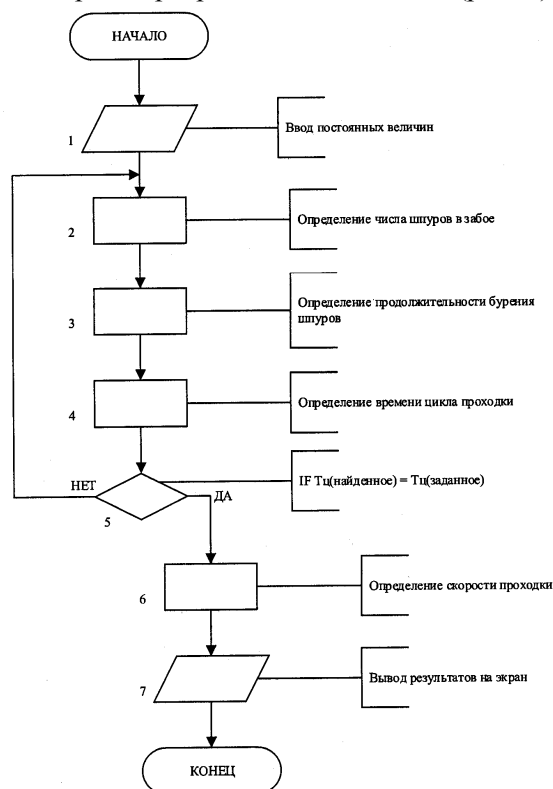 НАЧАЛО
1
Ввод постоянных величин
2
Определение числа шпуров в забое
3
Определение продолжительности бурения
шпуров
4
Определение времени цикла проходки
НЕТ
IF Тц(найденное) = Тц(заданное)
ДА
5
6
Определение скорости проходки
7
Вывод результатов на экран
КОНЕЦ